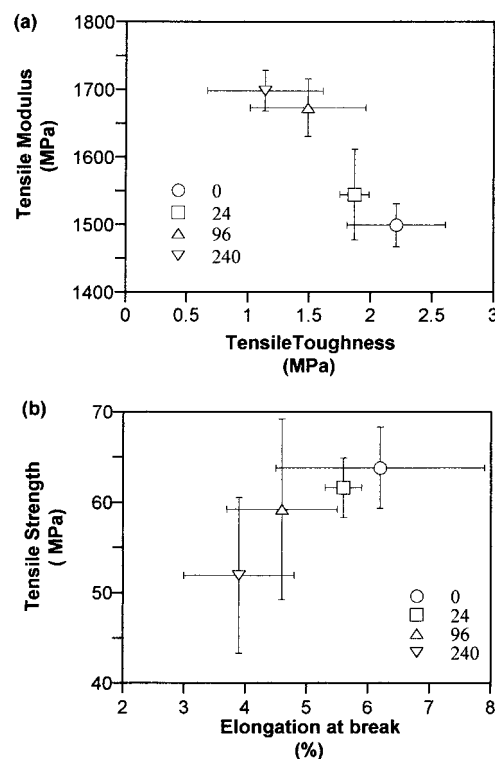 (a)
1800
1700
1600
1500
1400
Tensile Modulus
(MPa)
0
24
96
240
0 0.5 1 1.5 2 2.5 3
TensileToughness
(MPa)
(b)
70
60
50
40
Tensile Strength
( MPa)
0
24
96
240
2 3 4 5 6 7 8
Elongation at break
(%)